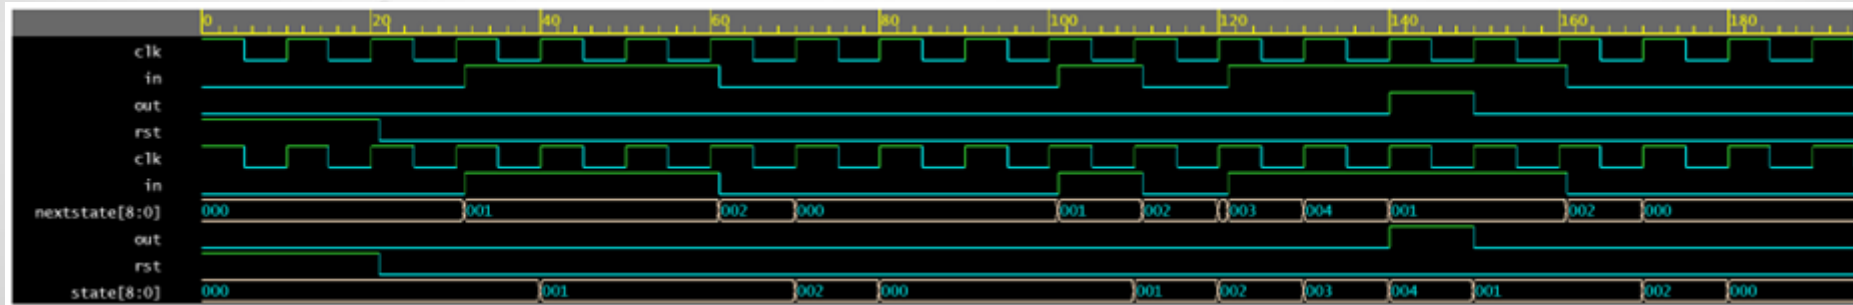 0 20 40 60 80 100 120 140 160 180
clk
in
out
rst
clk
in
nextstate[8:0] 000 001 002 000 001 002 003 004 001 002 000
out
rst
state[8:0] 000 001 002 000 001 002 003 004 001 002 000